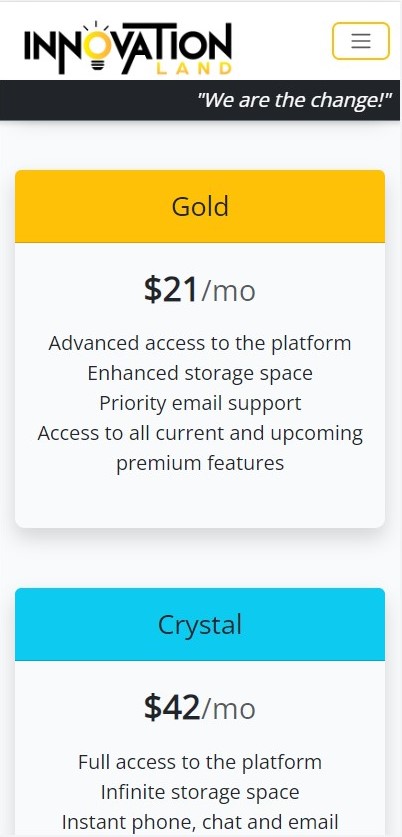 INNOVATION
LAND
"We are the change!"
Gold
$21/mo
Advanced access to the platform
Enhanced storage space
Priority email support
Access to all current and upcoming
premium features
Crystal
$42/mo
Full access to the platform
Infinite storage space
Instant phone, chat and email